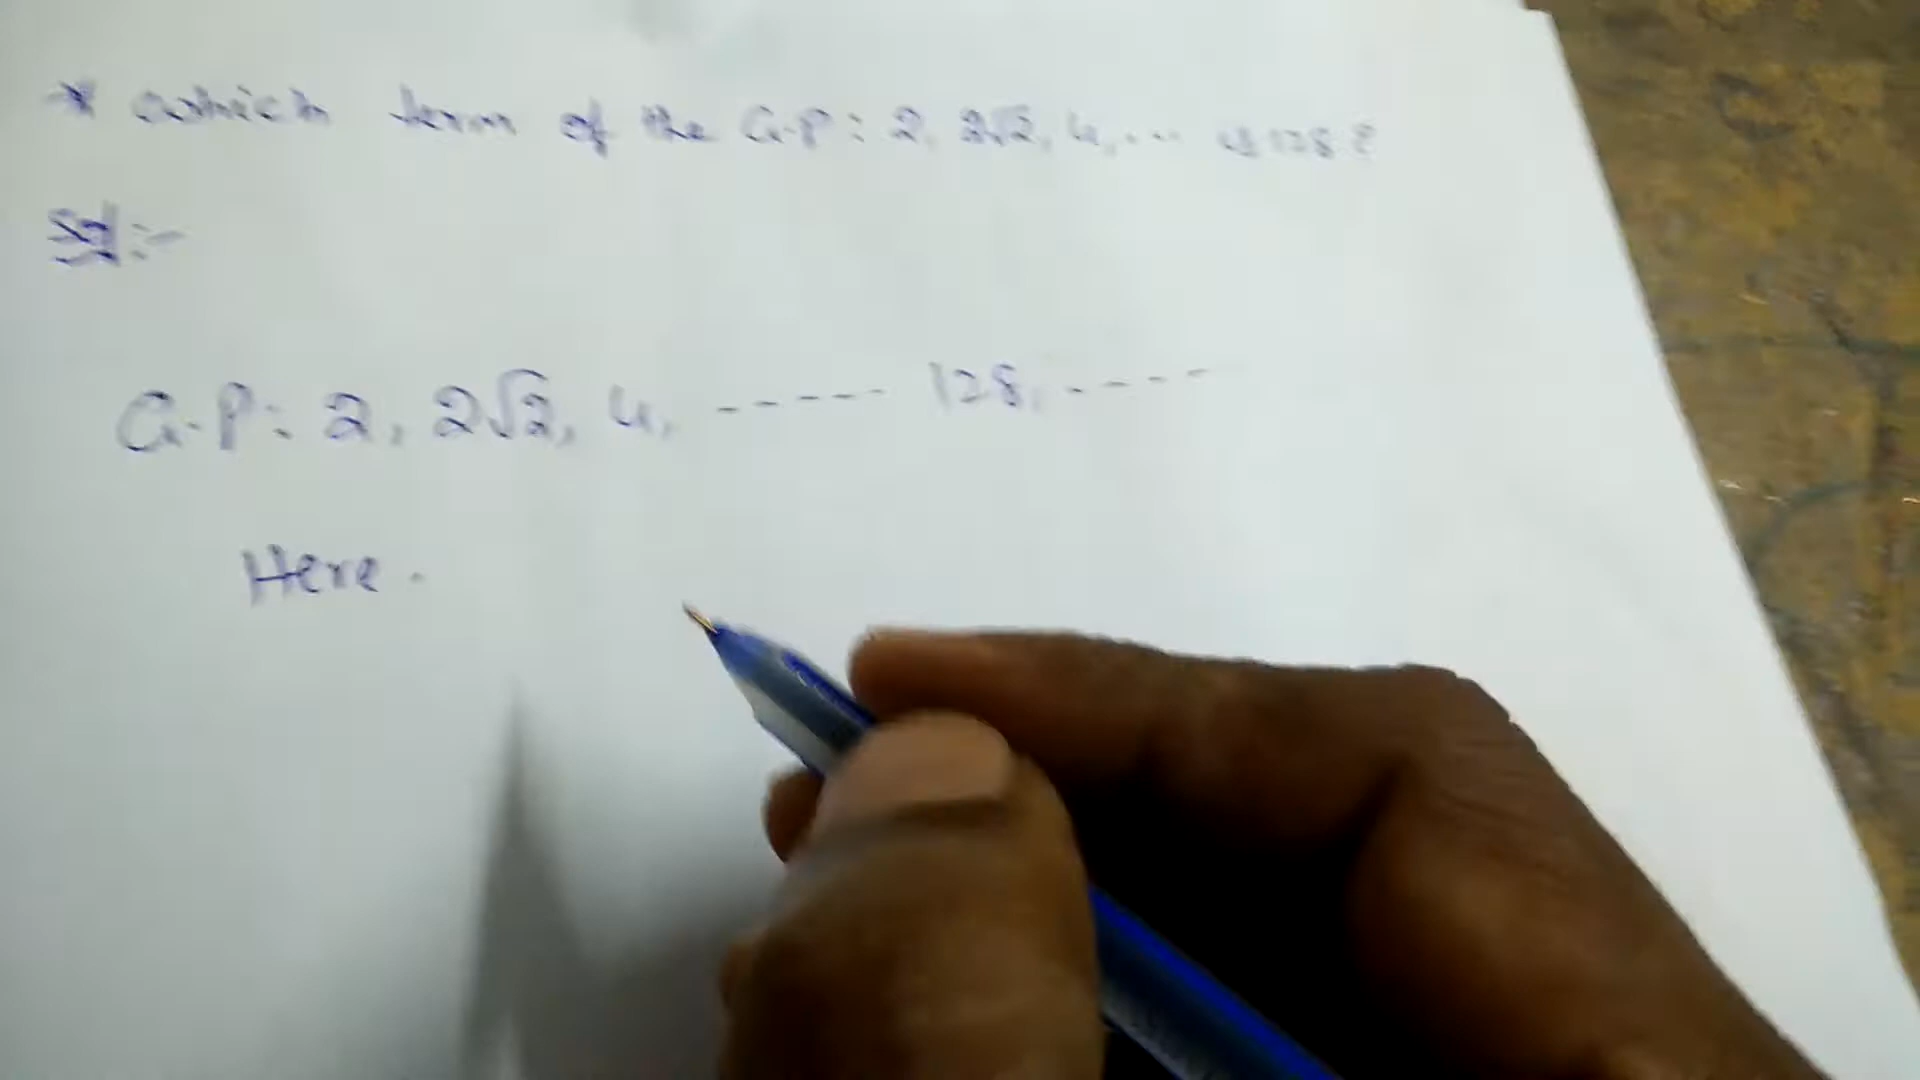 * which term of the G.P: 2, 2√2, 4, ... is 128?
Sol:-
G.P: 2, 2√2, 4, ----- 128, ----
Here.